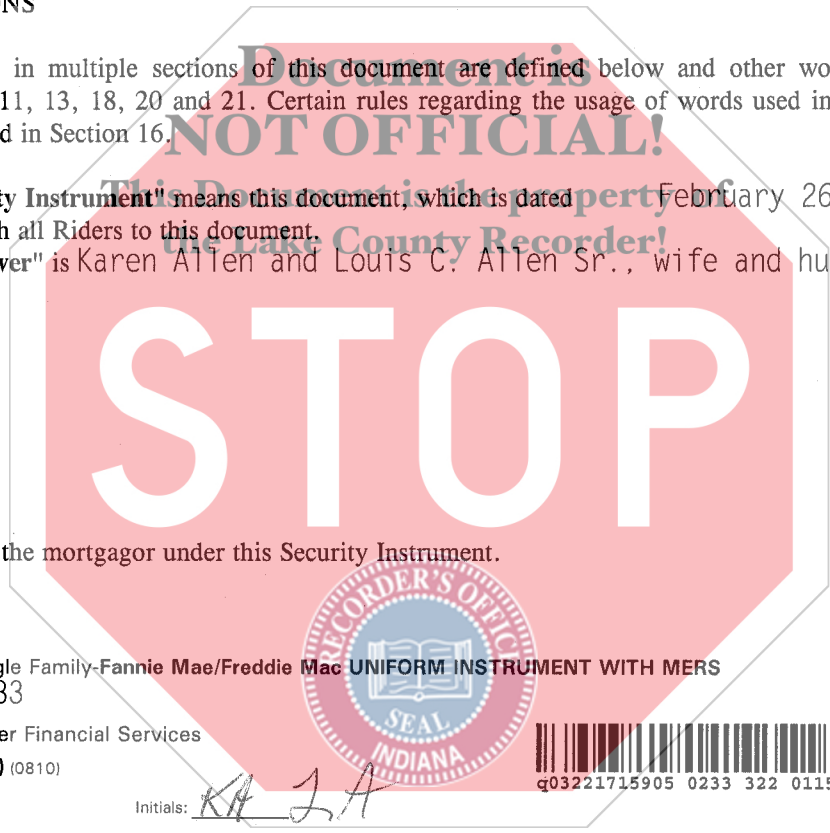 ONS
Document is
in multiple sections of this document are defined below and other wo
11, 13, 18, 20 and 21. Certain rules regarding the usage of words used in
d in Section 16.
NOT OFFICIAL!
This Document is the property of
ty Instrument" means this document, which is dated February 26
h all Riders to this document.
the Lake County Recorder!
wer" is Karen Allen and Louis C. Allen Sr., wife and hu
STOP
the mortgagor under this Security Instrument.
RECORDER'S OFFICE
SEAL
INDIANA
gle Family-Fannie Mae/Freddie Mac UNIFORM INSTRUMENT WITH MERS
33
er Financial Services
) (0810)
q03221715905 0233 322 0115
Initials: KA LA